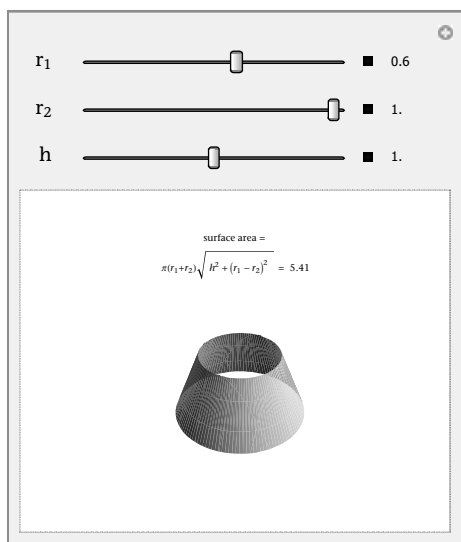 r₁ 0.6
r₂ 1.
h 1.
surface area =
π(r₁+r₂)√(h² + (r₁ − r₂)²) = 5.41